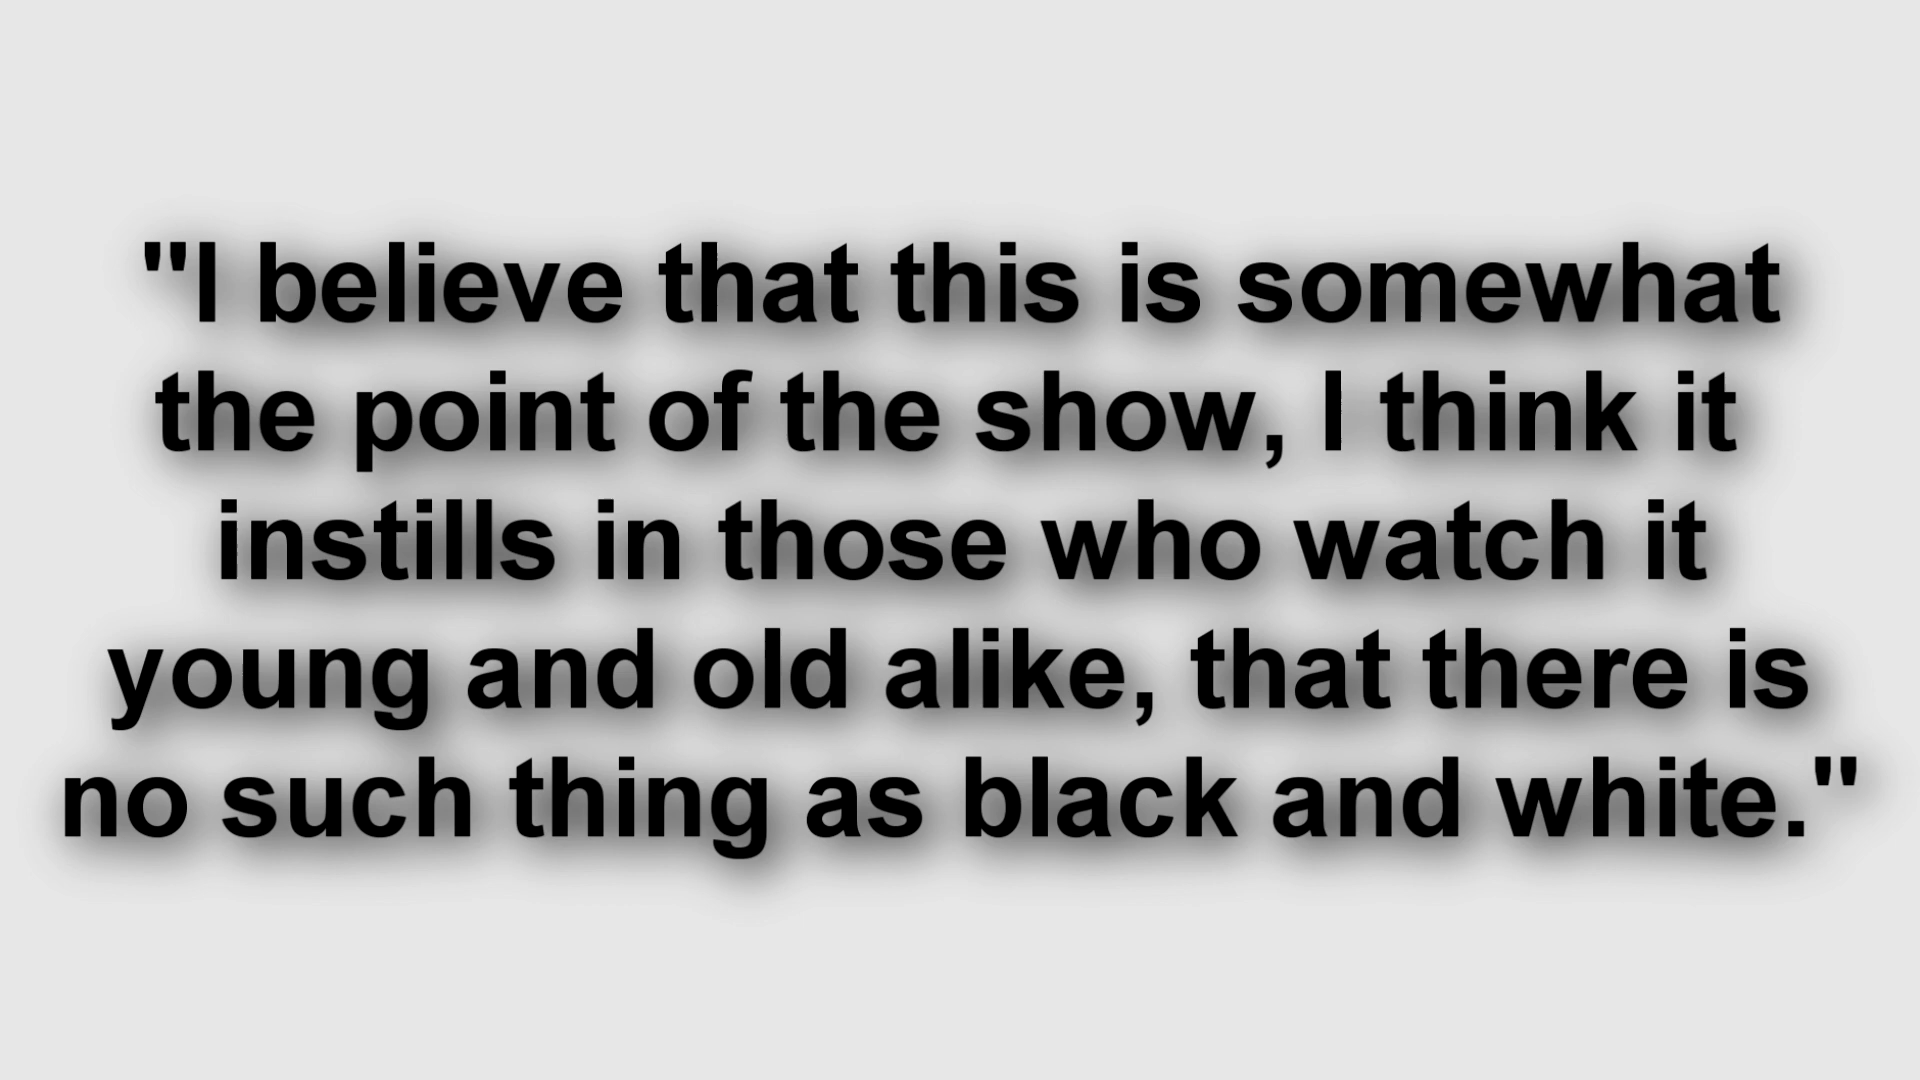 "I believe that this is somewhat
the point of the show, I think it
instills in those who watch it
young and old alike, that there is
no such thing as black and white."